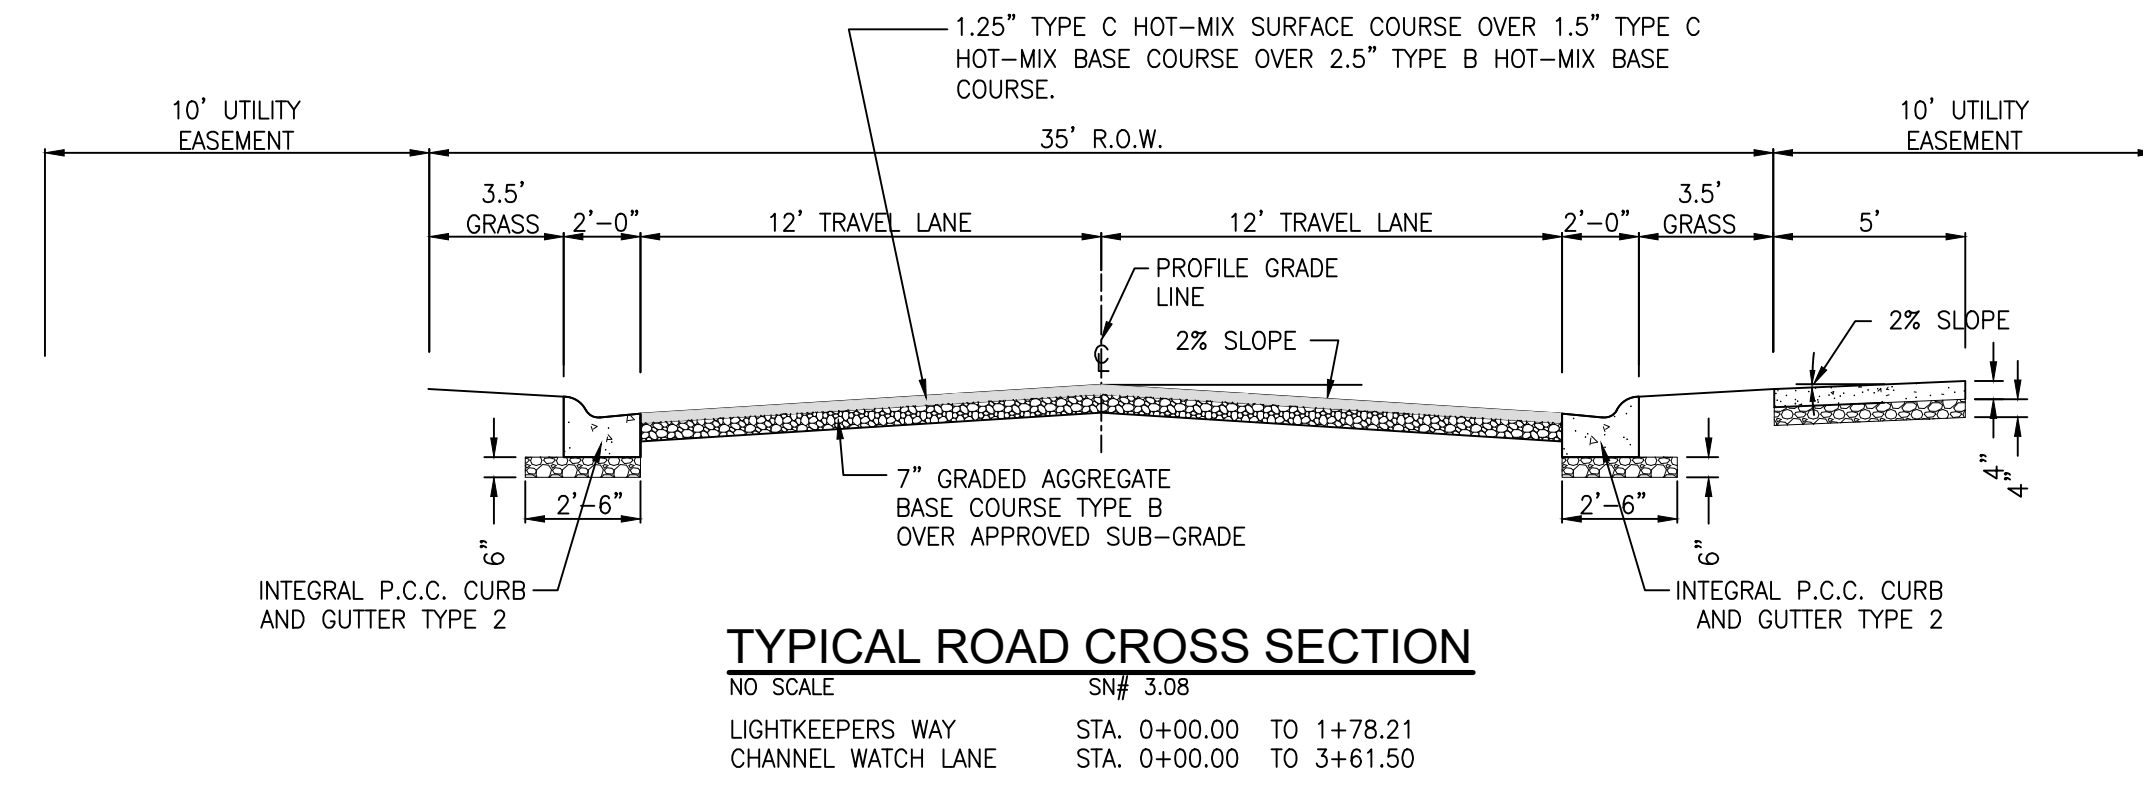 1.25" TYPE C HOT-MIX SURFACE COURSE OVER 1.5" TYPE C
HOT-MIX BASE COURSE OVER 2.5" TYPE B HOT-MIX BASE
COURSE.
10' UTILITY
EASEMENT
35' R.O.W.
10' UTILITY
EASEMENT
3.5'
GRASS
2'-0"
12' TRAVEL LANE
12' TRAVEL LANE
2'-0"
3.5'
GRASS
5'
PROFILE GRADE
LINE
℄
2% SLOPE
2% SLOPE
7" GRADED AGGREGATE
BASE COURSE TYPE B
OVER APPROVED SUB-GRADE
2'-6"
6"
2'-6"
6"
4"
4"
INTEGRAL P.C.C. CURB
AND GUTTER TYPE 2
INTEGRAL P.C.C. CURB
AND GUTTER TYPE 2
TYPICAL ROAD CROSS SECTION
NO SCALE SN# 3.08
LIGHTKEEPERS WAY STA. 0+00.00 TO 1+78.21
CHANNEL WATCH LANE STA. 0+00.00 TO 3+61.50